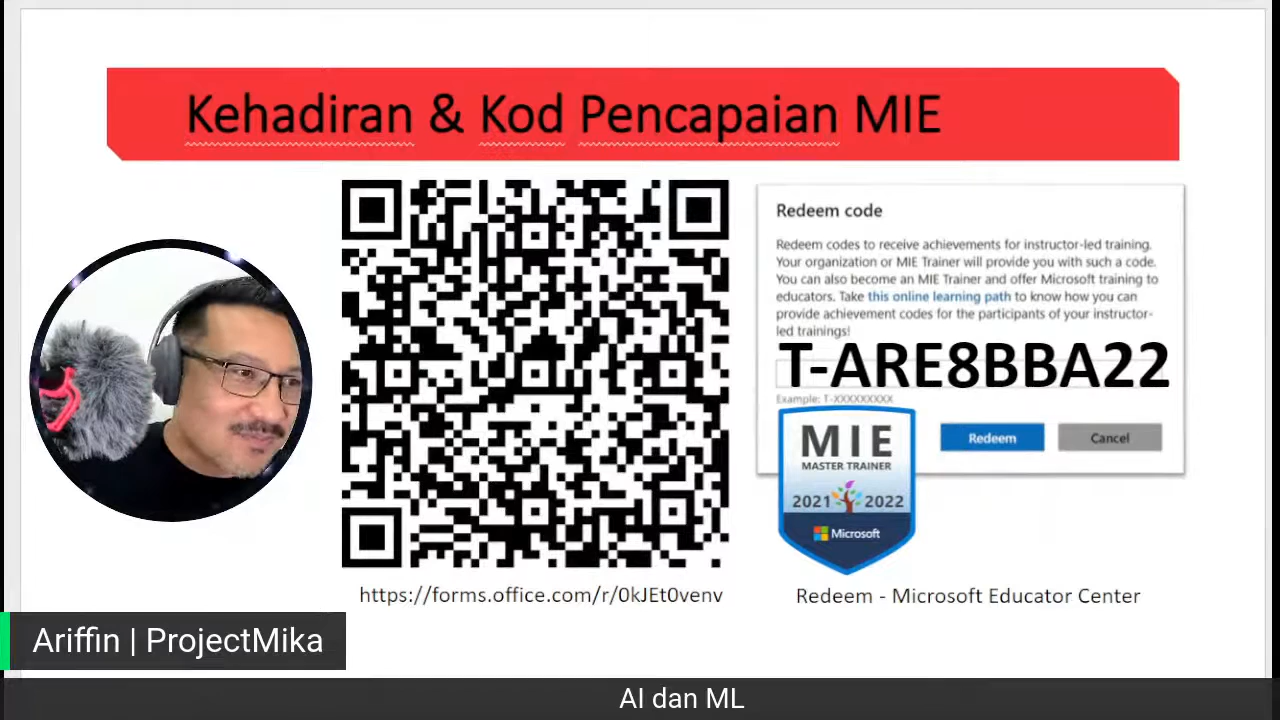 Kehadiran & Kod Pencapaian MIE
Redeem code
Redeem codes to receive achievements for instructor-led training.
Your organization or MIE Trainer will provide you with such a code.
You can also become an MIE Trainer and offer Microsoft training to
educators. Take this online learning path to know how you can
provide achievement codes for the participants of your instructor-
led trainings!
T-ARE8BBA22
Example: T-XXXXXXXXX
Redeem
Cancel
MIE
MASTER TRAINER
2021 2022
Microsoft
https://forms.office.com/r/0kJEt0venv
Redeem - Microsoft Educator Center
Ariffin | ProjectMika
AI dan ML